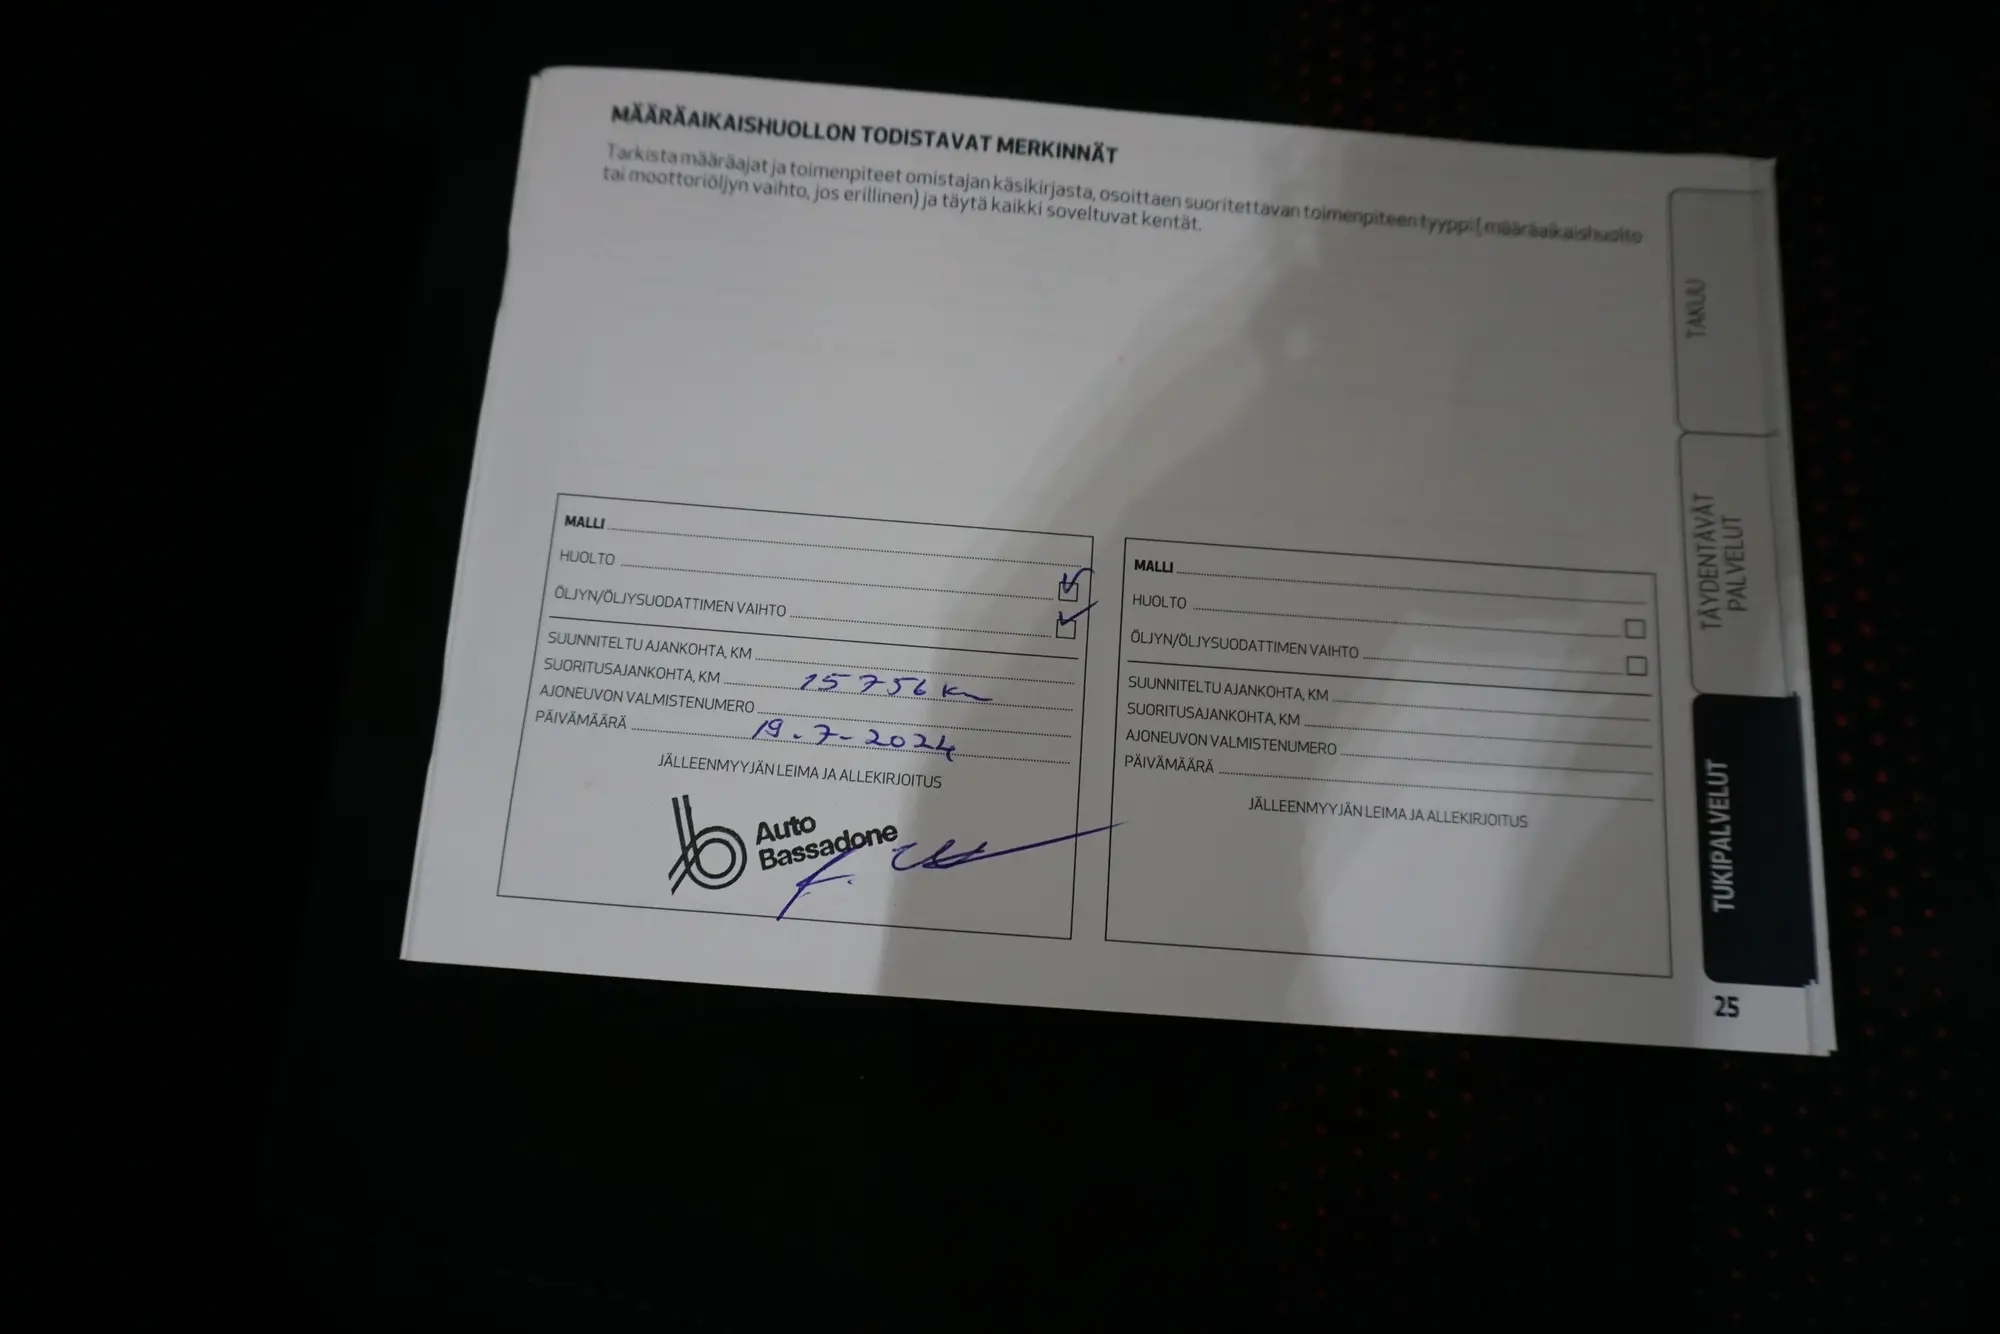 MÄÄRÄAIKAISHUOLLON TODISTAVAT MERKINNÄT
Tarkista määräajat ja toimenpiteet omistajan käsikirjasta, osoittaen suoritettavan toimenpiteen tyyppi (määräaikaishuolto
tai moottoriöljyn vaihto, jos erillinen) ja täytä kaikki soveltuvat kentät.
MALLI
HUOLTO
ÖLJYN/ÖLJYSUODATTIMEN VAIHTO
SUUNNITELTU AJANKOHTA, KM
SUORITUSAJANKOHTA, KM 15756 km
AJONEUVON VALMISTENUMERO
PÄIVÄMÄÄRÄ 19.7-2024
JÄLLEENMYYJÄN LEIMA JA ALLEKIRJOITUS
Auto
Bassadone
MALLI
HUOLTO
ÖLJYN/ÖLJYSUODATTIMEN VAIHTO
SUUNNITELTU AJANKOHTA, KM
SUORITUSAJANKOHTA, KM
AJONEUVON VALMISTENUMERO
PÄIVÄMÄÄRÄ
JÄLLEENMYYJÄN LEIMA JA ALLEKIRJOITUS
TAKUU
TÄYDENTÄVÄT
PALVELUT
TUKIPALVELUT
25